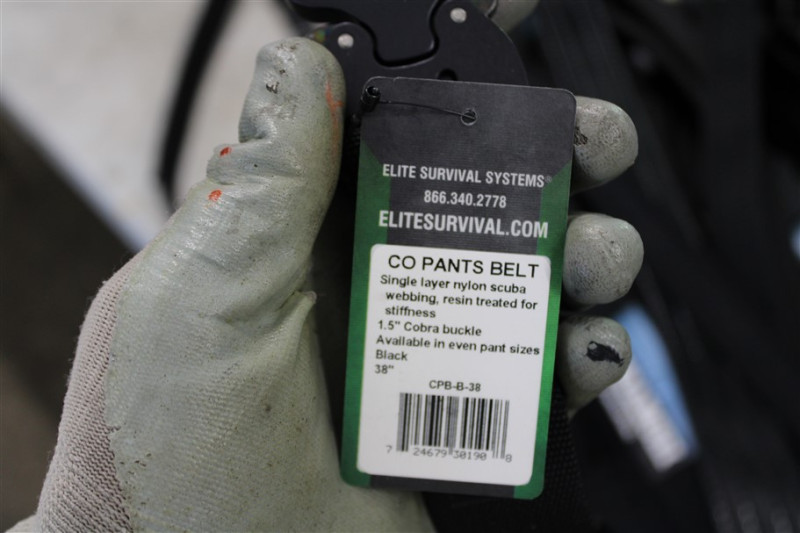 ELITE SURVIVAL SYSTEMS®
866.340.2778
ELITESURVIVAL.COM
CO PANTS BELT
Single layer nylon scuba
webbing, resin treated for
stiffness
1.5" Cobra buckle
Available in even pant sizes
Black
38"
CPB-B-38
7 24679 30190 8